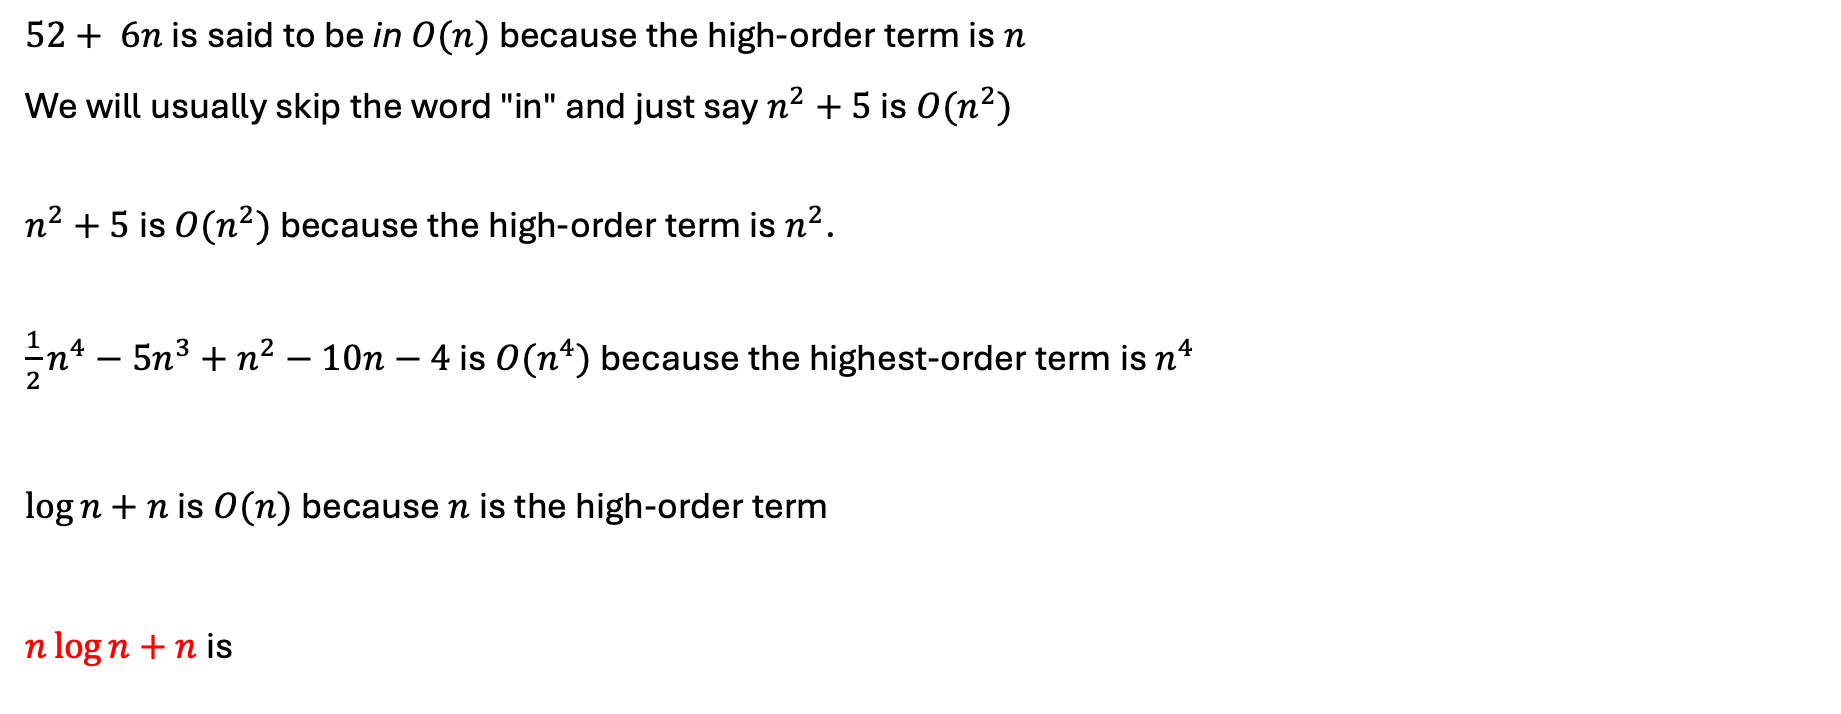 52 + 6n is said to be in O(n) because the high-order term is n
We will usually skip the word "in" and just say n² + 5 is O(n²)
n² + 5 is O(n²) because the high-order term is n².
½n⁴ − 5n³ + n² − 10n − 4 is O(n⁴) because the highest-order term is n⁴
log n + n is O(n) because n is the high-order term
n log n + n is